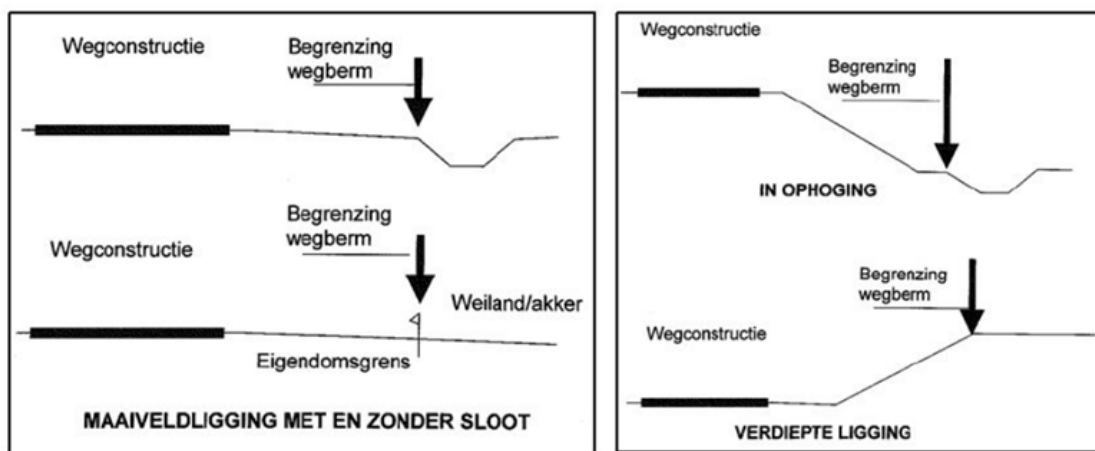 Wegconstructie
Begrenzing
wegberm
Wegconstructie
Begrenzing
wegberm
Weiland/akker
Eigendomsgrens
MAAIVELDLIGGING MET EN ZONDER SLOOT
Wegconstructie
Begrenzing
wegberm
IN OPHOGING
Begrenzing
wegberm
Wegconstructie
VERDIEPTE LIGGING